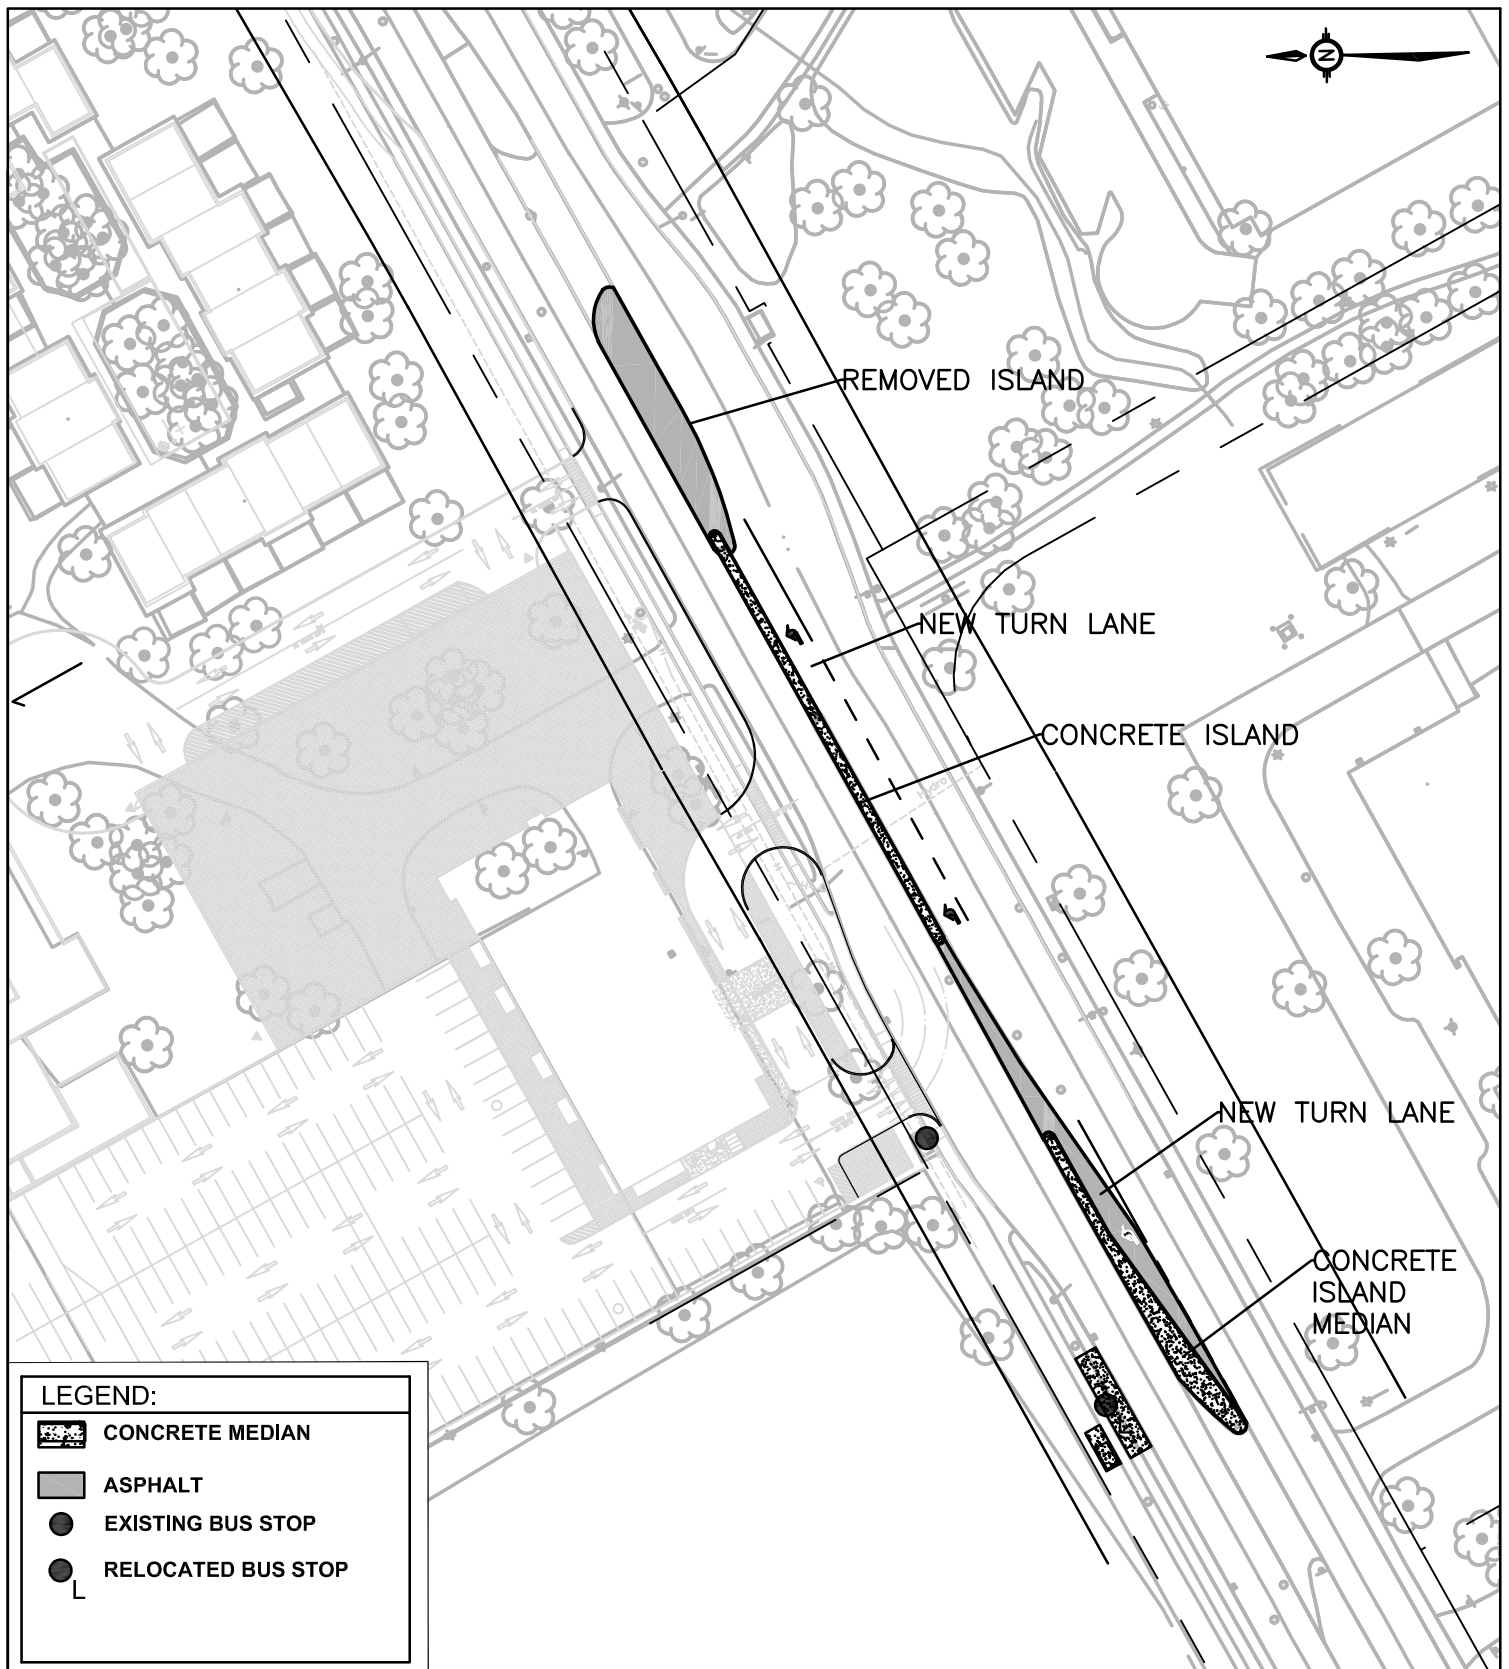 N
REMOVED ISLAND
NEW TURN LANE
CONCRETE ISLAND
Hydro
NEW TURN LANE
CONCRETE
ISLAND
MEDIAN
LEGEND:
CONCRETE MEDIAN
ASPHALT
EXISTING BUS STOP
RELOCATED BUS STOP
L